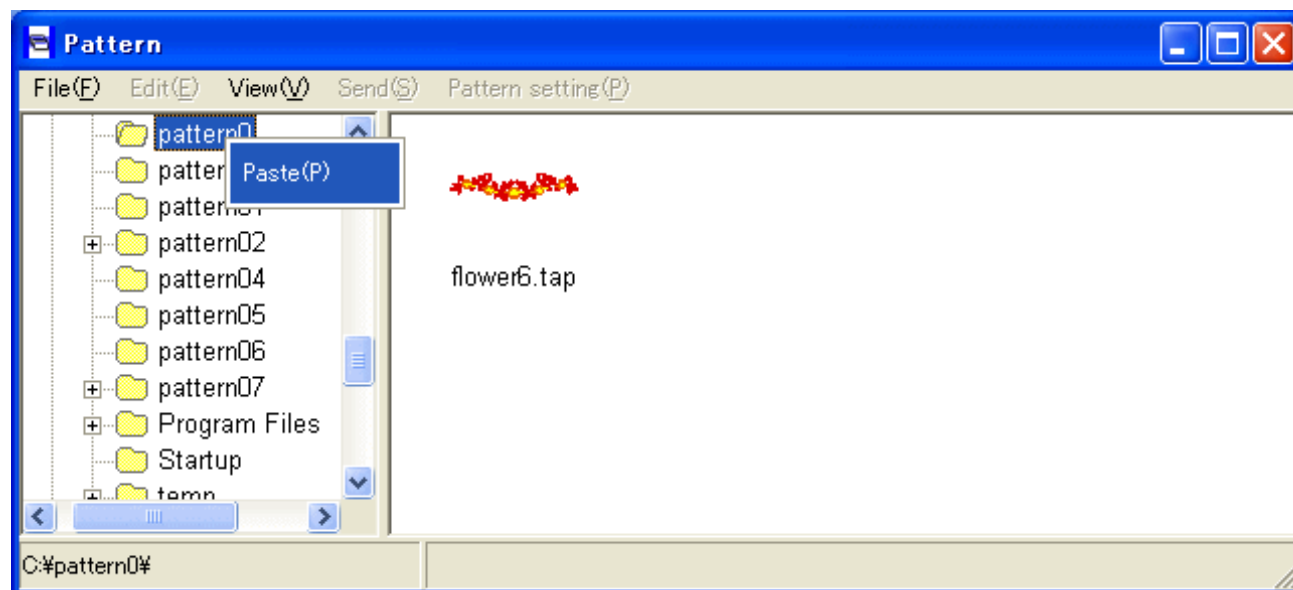 Pattern
File(F) Edit(E) View(V) Send(S) Pattern setting(P)
pattern0
Paste(P)
pattern02
pattern04
pattern05
pattern06
pattern07
Program Files
Startup
temp
flower6.tap
C:¥pattern0¥